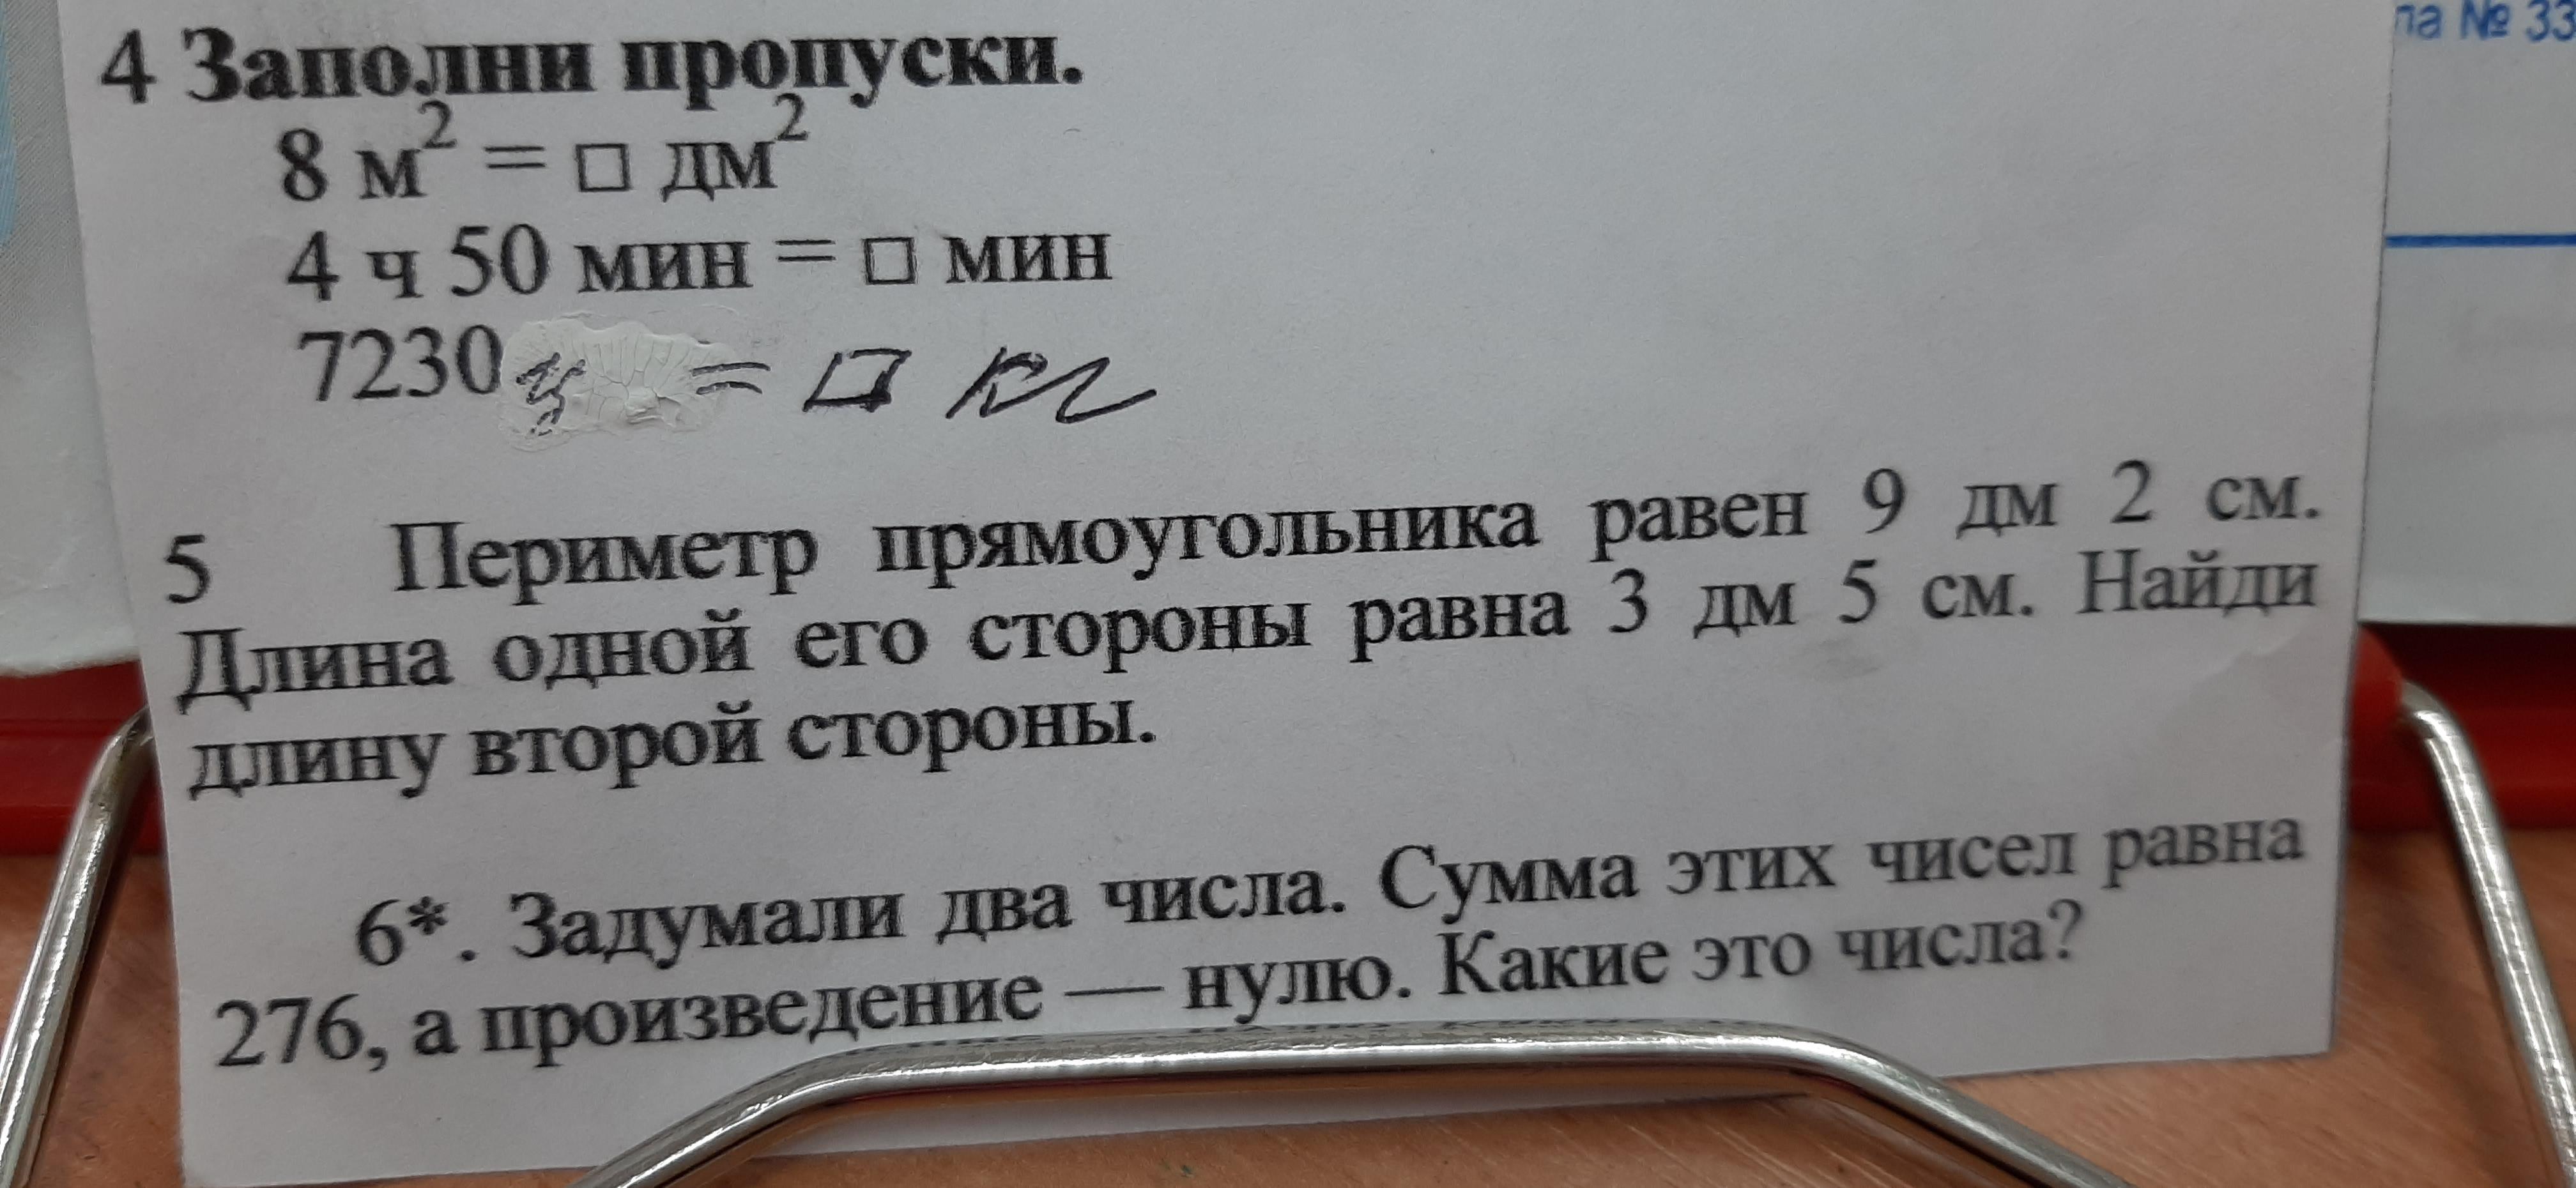 ла № 33
4 Заполни пропуски.
8 м² = □ дм²
4 ч 50 мин = □ мин
7230 ц = □ кг
5 Периметр прямоугольника равен 9 дм 2 см.
Длина одной его стороны равна 3 дм 5 см. Найди
длину второй стороны.
6*. Задумали два числа. Сумма этих чисел равна
276, а произведение — нулю. Какие это числа?